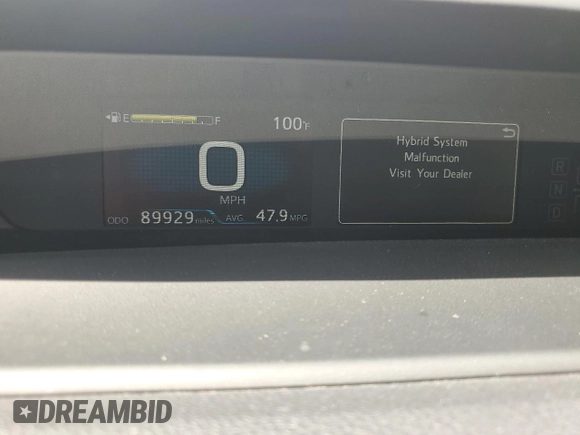 E F 100°F
0
MPH
ODO 89929 miles AVG 47.9 MPG
Hybrid System
Malfunction
Visit Your Dealer
R
N
D
DREAMBID